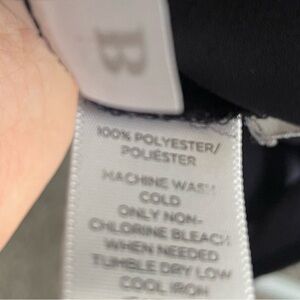 B
100% POLYESTER/
POLIÉSTER
MACHINE WASH
COLD
ONLY NON-
CHLORINE BLEACH
WHEN NEEDED
TUMBLE DRY LOW
COOL IRON